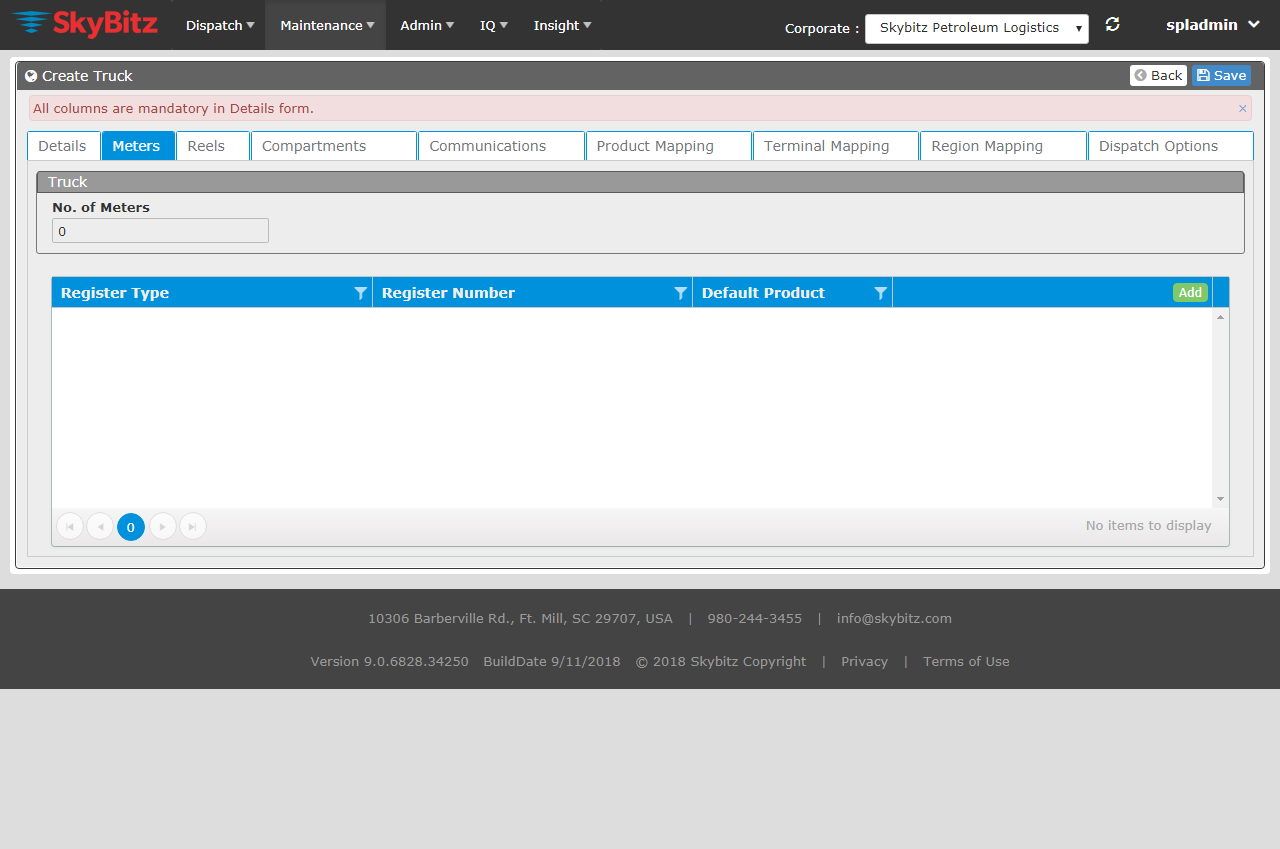 SkyBitz Dispatch Maintenance Admin IQ Insight Corporate : Skybitz Petroleum Logistics spladmin
Create Truck Back Save
All columns are mandatory in Details form. ×
Details Meters Reels Compartments Communications Product Mapping Terminal Mapping Region Mapping Dispatch Options
Truck
No. of Meters
0
Register Type Register Number Default Product Add
0 No items to display
10306 Barberville Rd., Ft. Mill, SC 29707, USA | 980-244-3455 | info@skybitz.com
Version 9.0.6828.34250 BuildDate 9/11/2018 © 2018 Skybitz Copyright | Privacy | Terms of Use